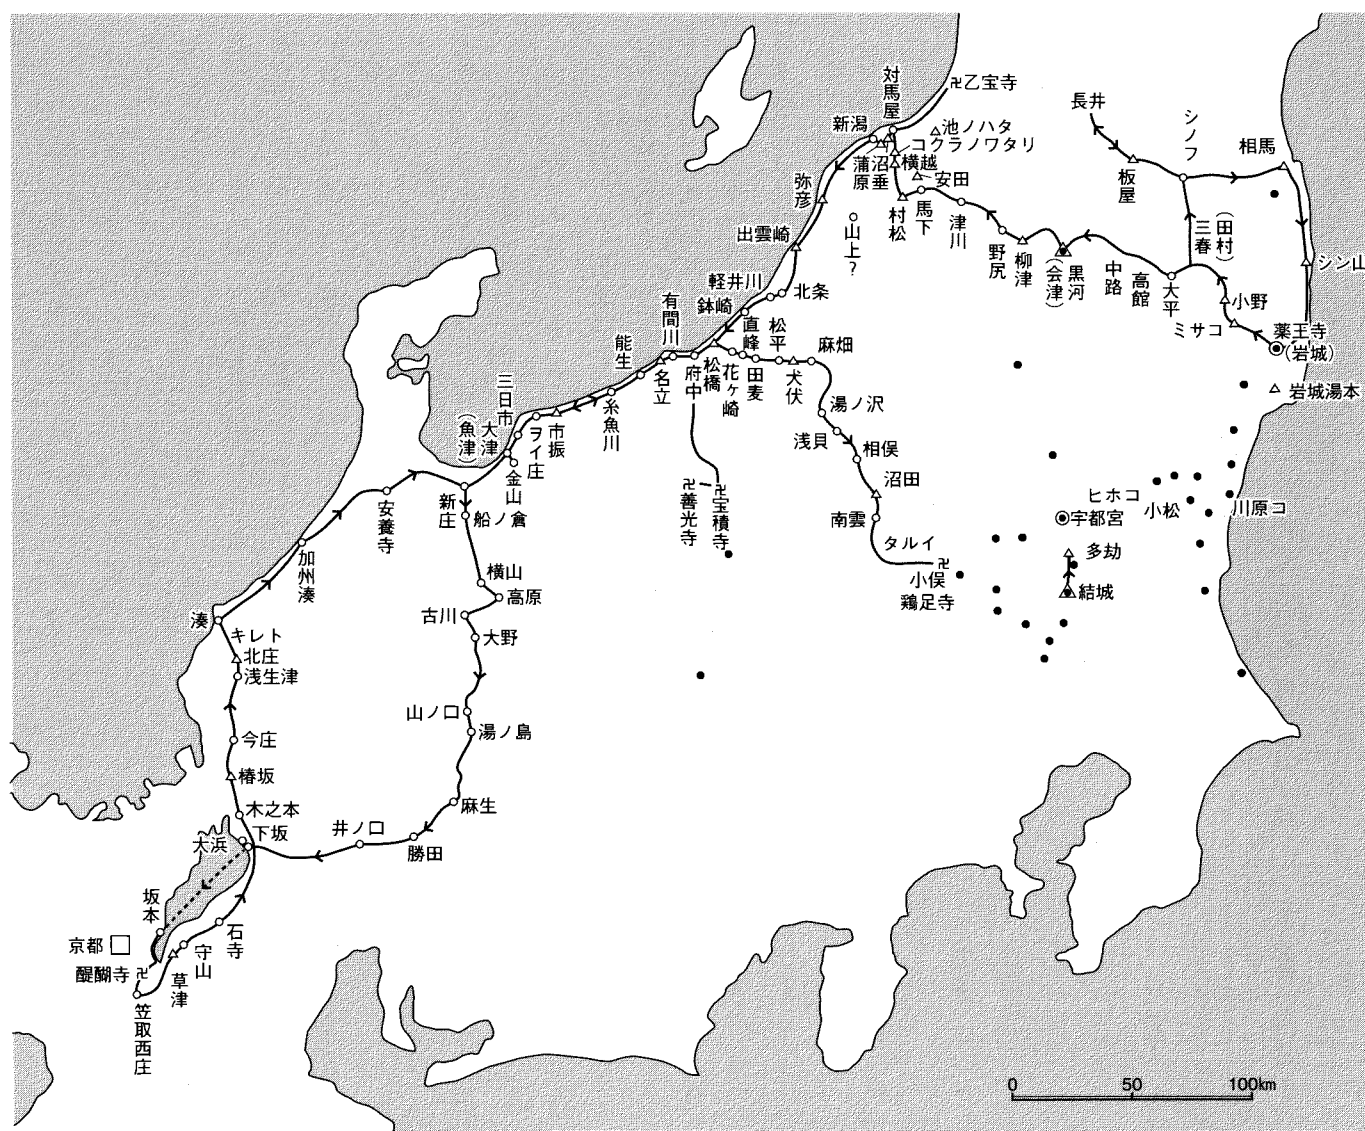 乙宝寺
対馬屋
新潟
池ノハタ
コクラノワタリ
蒲原
沼垂
横越
安田
弥彦
村松
馬下
津川
山上?
出雲崎
野尻
柳津
黒河
(会津)
中路
高館
大平
長井
シノフ
板屋
相馬
三春
(田村)
シン山
小野
ミサコ
薬王寺
(岩城)
岩城湯本
軽井川
北条
鉢崎
有間川
直峰
松平
麻畑
能生
名立
府中
松橋
花ヶ崎
田麦
犬伏
湯ノ沢
浅貝
相俣
沼田
南雲
タルイ
小俣
鶏足寺
善光寺
宝積寺
三日市
大津
(魚津)
ヲイ庄
市振
糸魚川
金山
新庄
船ノ倉
安養寺
加州湊
湊
キレト
北庄
浅生津
今庄
椿坂
木之本
下坂
大浜
横山
高原
古川
大野
山ノ口
湯ノ島
麻生
勝田
井ノ口
坂本
京都
醍醐寺
石寺
守山
草津
笠取西庄
ヒホコ
小松
川原コ
宇都宮
多劫
結城
0 50 100km